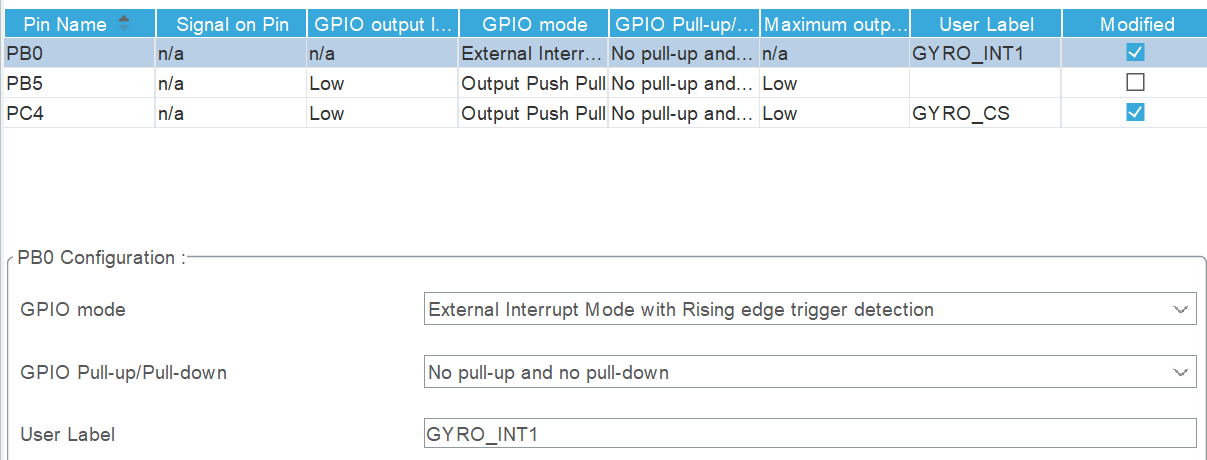 Pin Name Signal on Pin GPIO output l... GPIO mode GPIO Pull-up/... Maximum outp... User Label Modified
PB0 n/a n/a External Interr... No pull-up and... n/a GYRO_INT1
PB5 n/a Low Output Push Pull No pull-up and... Low
PC4 n/a Low Output Push Pull No pull-up and... Low GYRO_CS
PB0 Configuration :
GPIO mode External Interrupt Mode with Rising edge trigger detection
GPIO Pull-up/Pull-down No pull-up and no pull-down
User Label GYRO_INT1